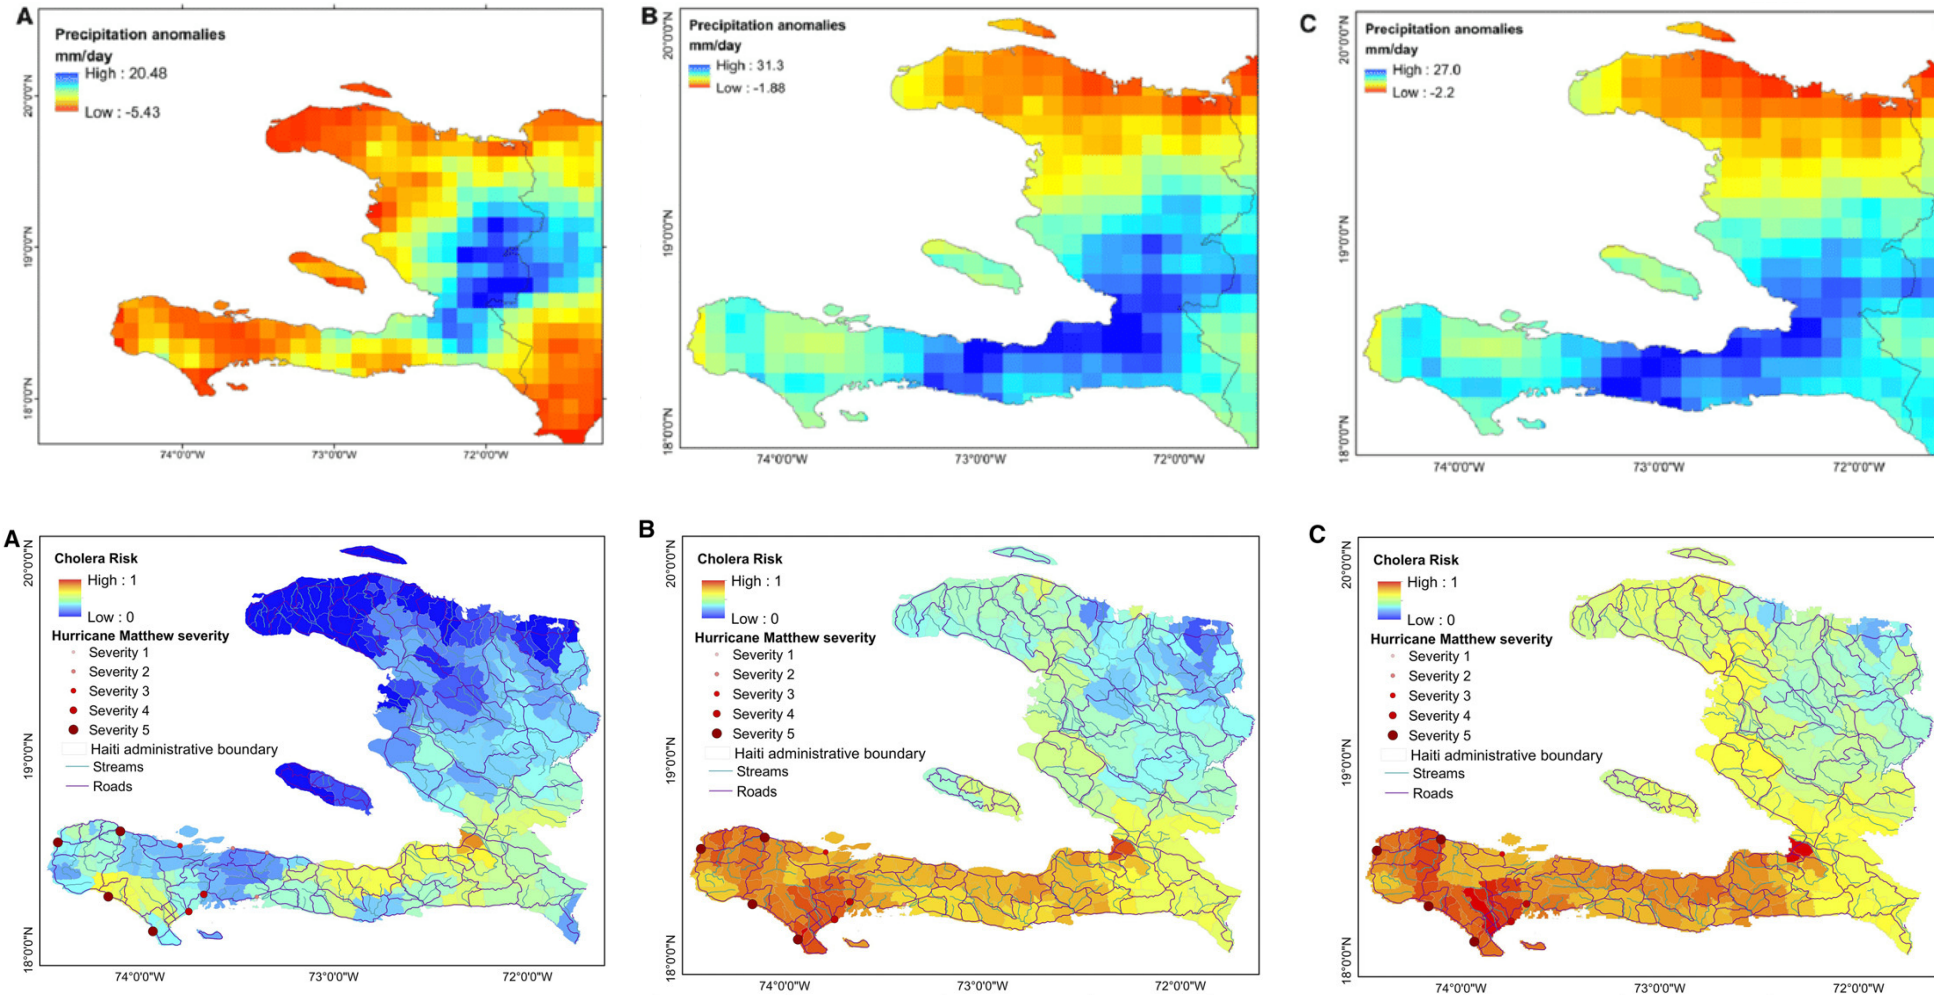 A
Precipitation anomalies
mm/day
High : 20.48
Low : -5.43
20°0'0"N
19°0'0"N
18°0'0"N
74°0'0"W
73°0'0"W
72°0'0"W
B
Precipitation anomalies
mm/day
High : 31.3
Low : -1.88
20°0'0"N
19°0'0"N
18°0'0"N
74°0'0"W
73°0'0"W
72°0'0"W
C
Precipitation anomalies
mm/day
High : 27.0
Low : -2.2
20°0'0"N
19°0'0"N
18°0'0"N
74°0'0"W
73°0'0"W
72°0'0"W
A
Cholera Risk
High : 1
Low : 0
Hurricane Matthew severity
Severity 1
Severity 2
Severity 3
Severity 4
Severity 5
Haiti administrative boundary
Streams
Roads
20°0'0"N
19°0'0"N
18°0'0"N
74°0'0"W
73°0'0"W
72°0'0"W
B
Cholera Risk
High : 1
Low : 0
Hurricane Matthew severity
Severity 1
Severity 2
Severity 3
Severity 4
Severity 5
Haiti administrative boundary
Streams
Roads
20°0'0"N
19°0'0"N
18°0'0"N
74°0'0"W
73°0'0"W
72°0'0"W
C
Cholera Risk
High : 1
Low : 0
Hurricane Matthew severity
Severity 1
Severity 2
Severity 3
Severity 4
Severity 5
Haiti administrative boundary
Streams
Roads
20°0'0"N
19°0'0"N
18°0'0"N
74°0'0"W
73°0'0"W
72°0'0"W